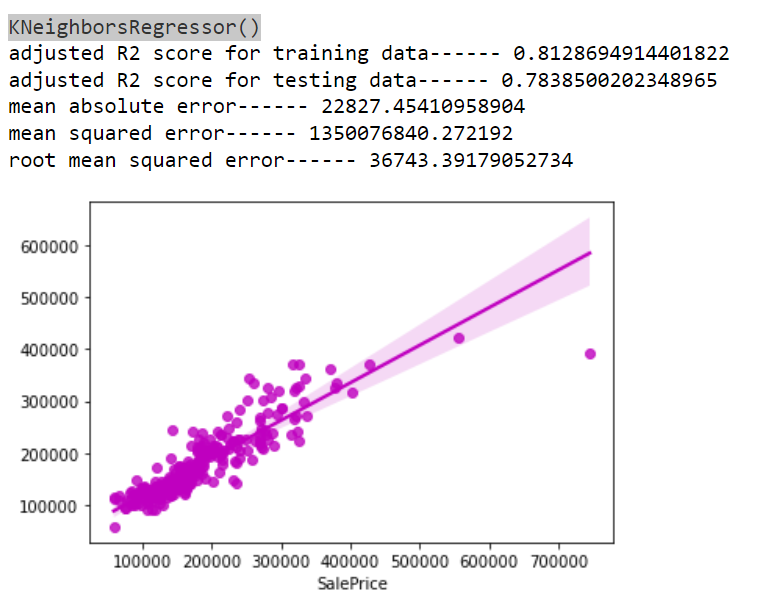 KNeighborsRegressor()
adjusted R2 score for training data------ 0.8128694914401822
adjusted R2 score for testing data------ 0.7838500202348965
mean absolute error------ 22827.45410958904
mean squared error------ 1350076840.272192
root mean squared error------ 36743.39179052734
600000
500000
400000
300000
200000
100000
100000 200000 300000 400000 500000 600000 700000
SalePrice